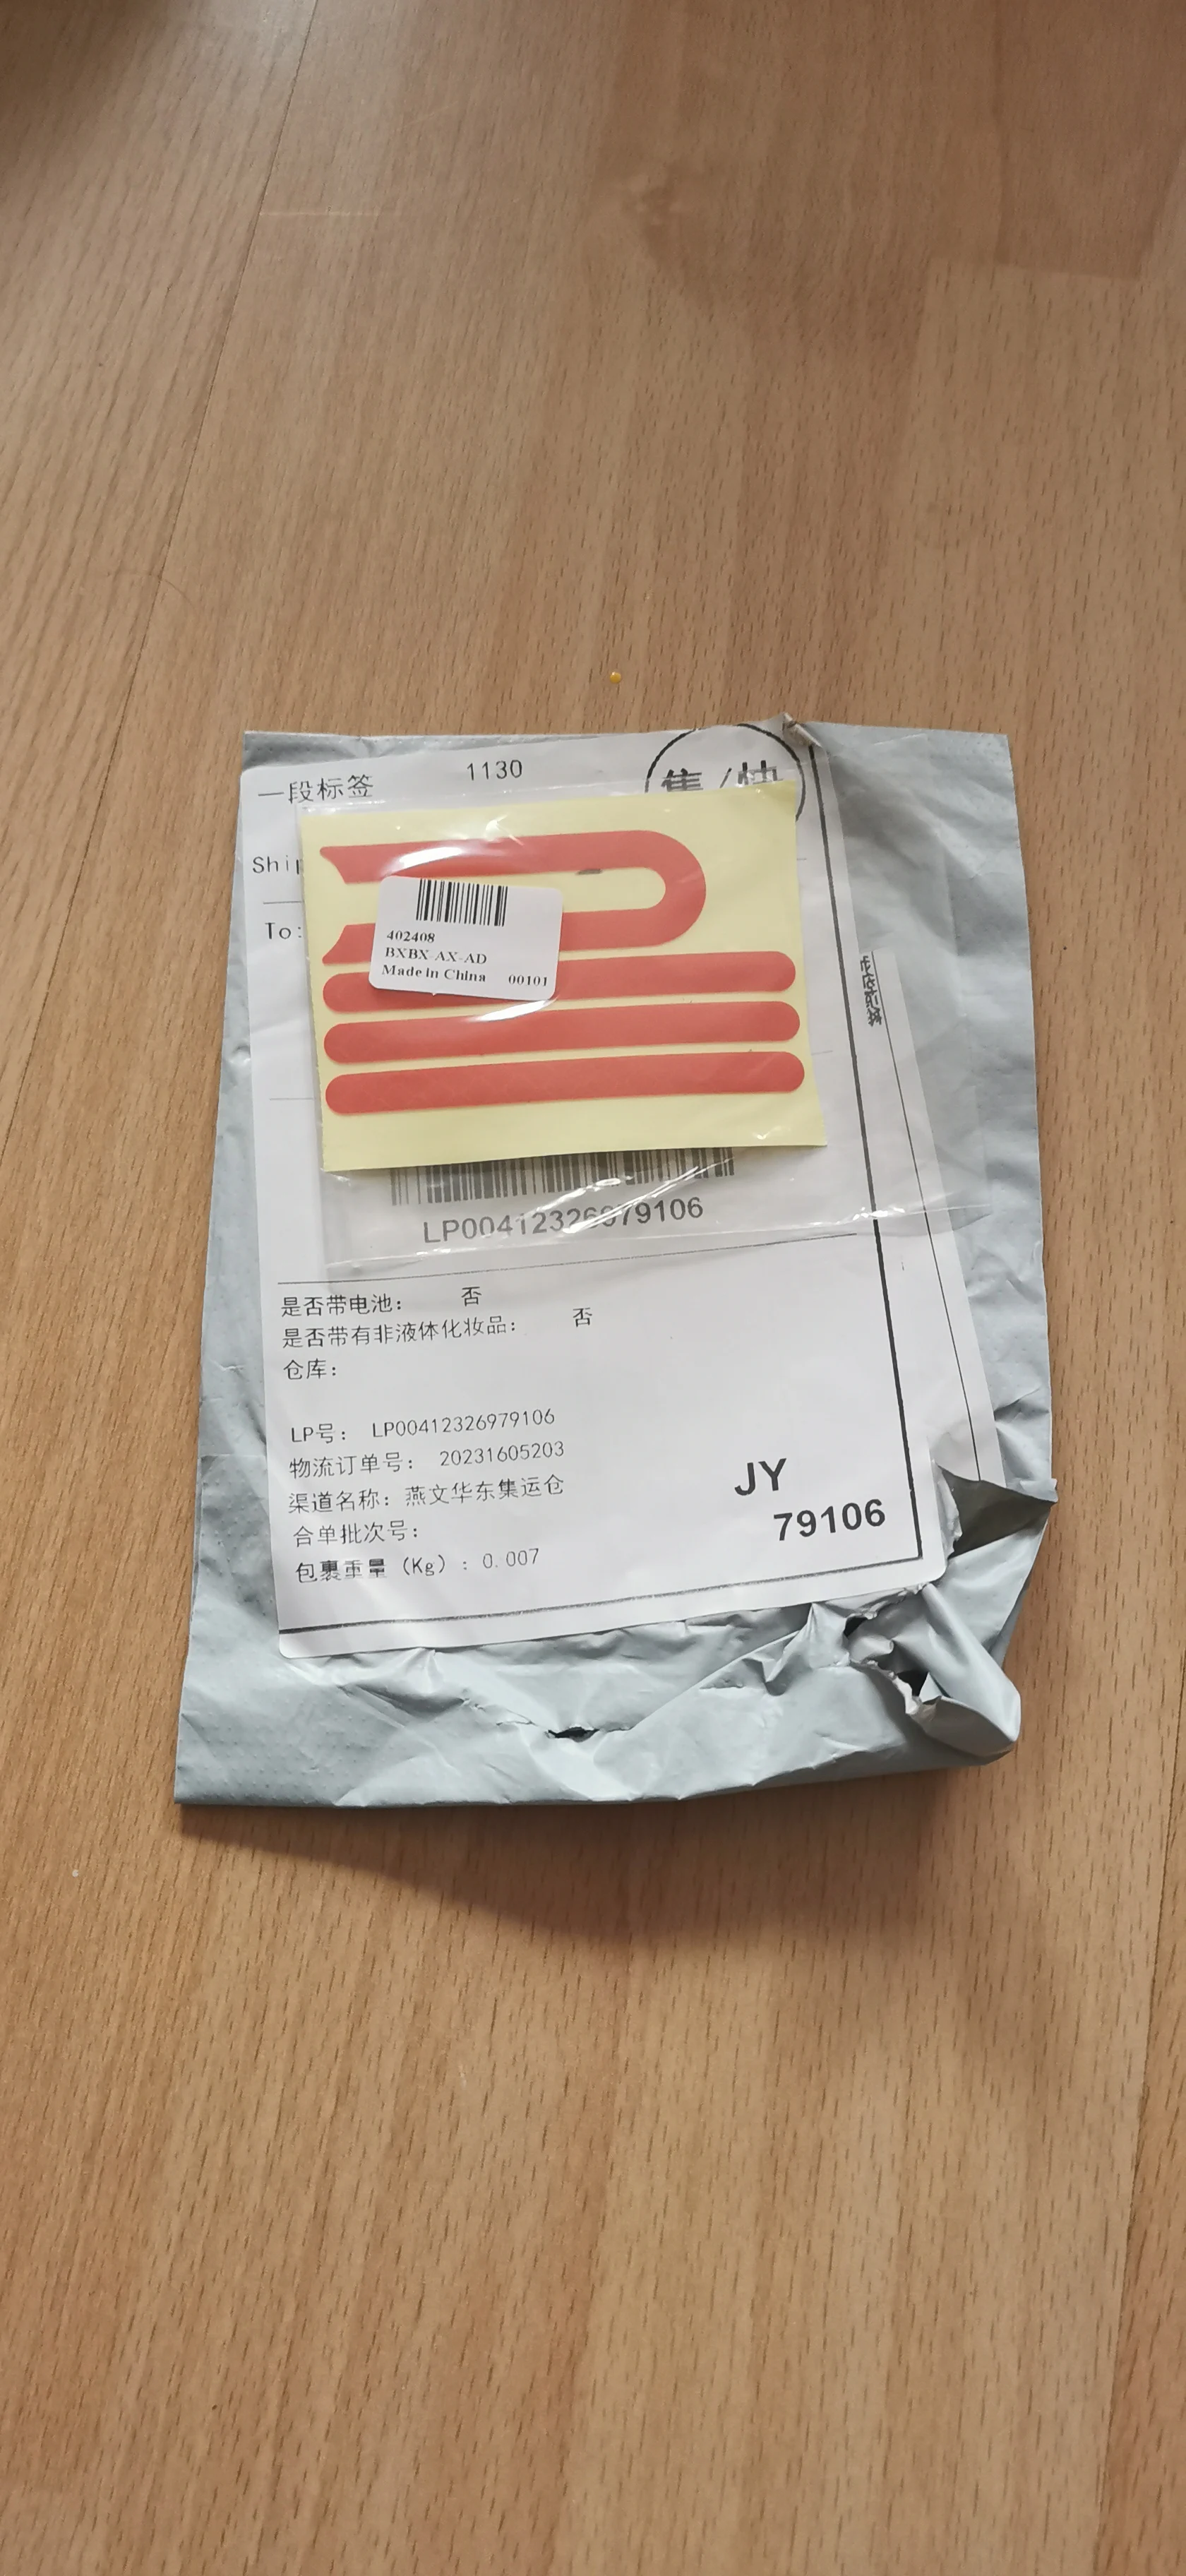 一段标签
1130
集/快
Ship
To:
402408
BXBX AX-AD
Made in China 00101
LP00412326979106
是否带电池： 否
是否带有非液体化妆品： 否
仓库：
LP号： LP00412326979106
物流订单号： 20231605203
渠道名称：燕文华东集运仓
合单批次号：
包裹重量（Kg）：0.007
JY
79106